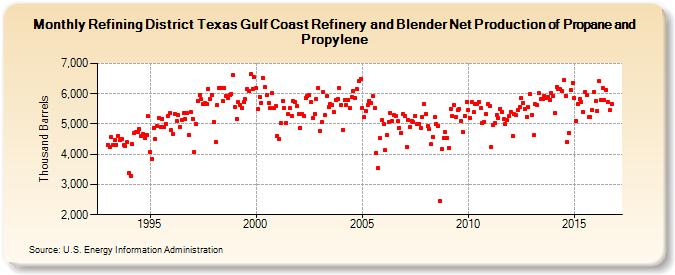 Monthly Refining District Texas Gulf Coast Refinery and Blender Net Production of Propane and
Propylene
Thousand Barrels
7,000
6,000
5,000
4,000
3,000
2,000
1995
2000
2005
2010
2015
Source: U.S. Energy Information Administration